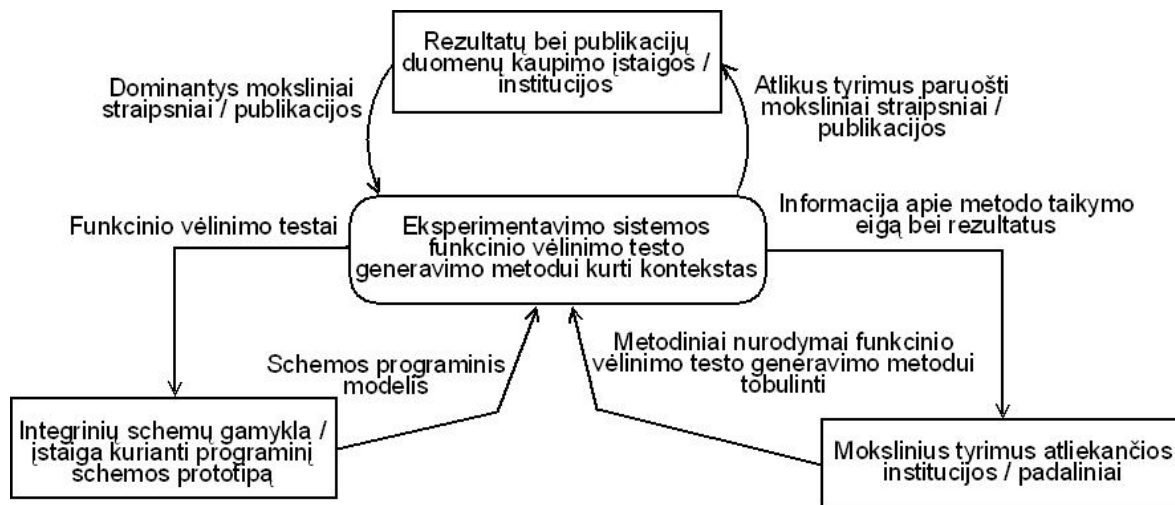 Rezultatų bei publikacijų
duomenų kaupimo įstaigos /
institucijos
Dominantys moksliniai
straipsniai / publikacijos
Atlikus tyrimus paruošti
moksliniai straipsniai /
publikacijos
Funkcinio vėlinimo testai
Eksperimentavimo sistemos
funkcinio vėlinimo testo
generavimo metodui kurti kontekstas
Informacija apie metodo taikymo
eigą bei rezultatus
Schemos programinis
modelis
Metodiniai nurodymai funkcinio
vėlinimo testo generavimo metodui
tobulinti
Integrinių schemų gamykla /
įstaiga kurianti programinį
schemos prototipą
Mokslinius tyrimus atliekančios
institucijos / padaliniai